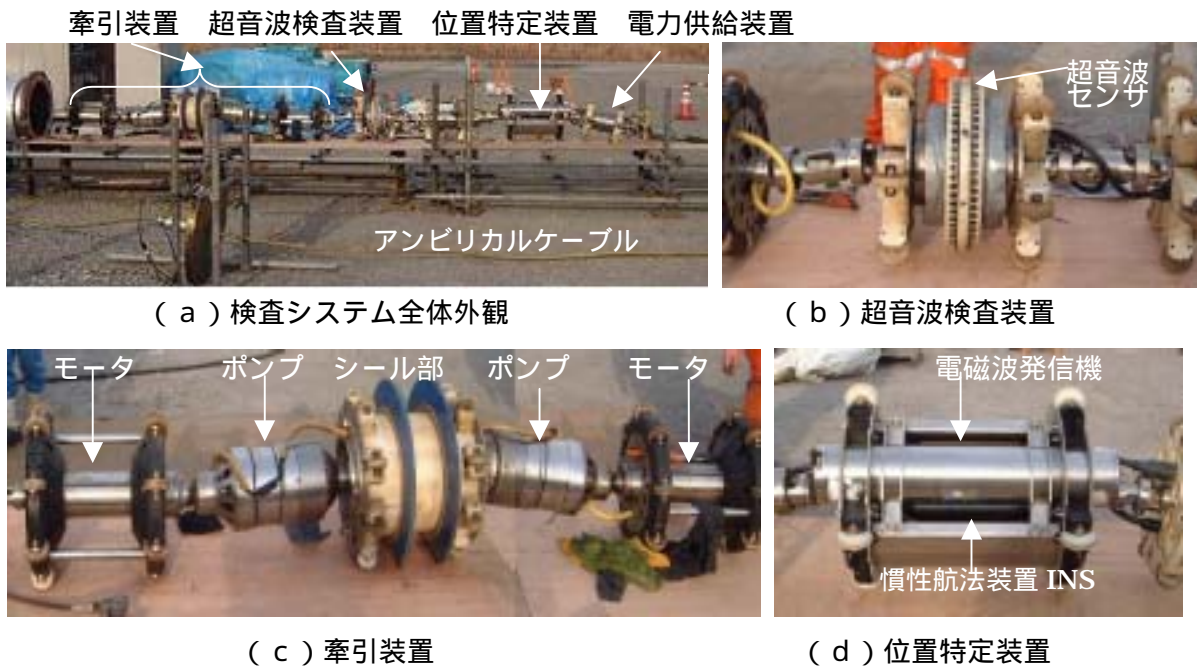 牽引装置 超音波検査装置 位置特定装置 電力供給装置
アンビリカルケーブル
超音波
センサ
(a)検査システム全体外観
(b)超音波検査装置
モータ ポンプ シール部 ポンプ モータ
電磁波発信機
慣性航法装置 INS
(c)牽引装置
(d)位置特定装置